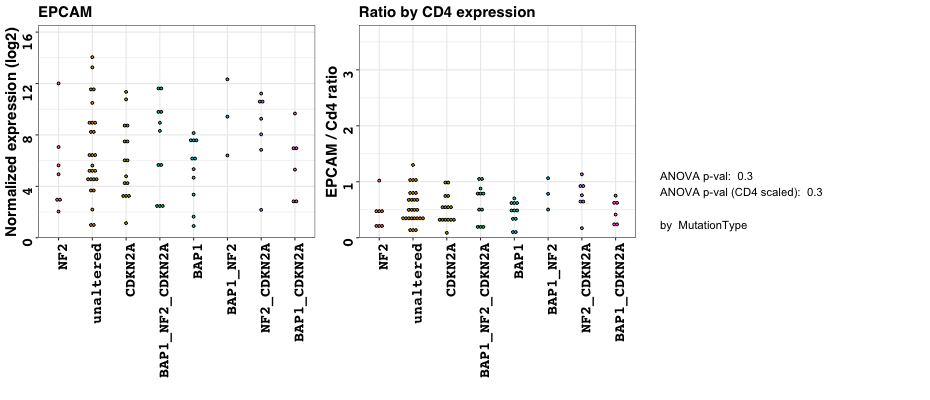 EPCAM
Normalized expression (log2)
16
12
8
4
0
NF2
unaltered
CDKN2A
BAP1_NF2_CDKN2A
BAP1
BAP1_NF2
NF2_CDKN2A
BAP1_CDKN2A
Ratio by CD4 expression
EPCAM / Cd4 ratio
3
2
1
0
NF2
unaltered
CDKN2A
BAP1_NF2_CDKN2A
BAP1
BAP1_NF2
NF2_CDKN2A
BAP1_CDKN2A
ANOVA p-val: 0.3
ANOVA p-val (CD4 scaled): 0.3
by MutationType